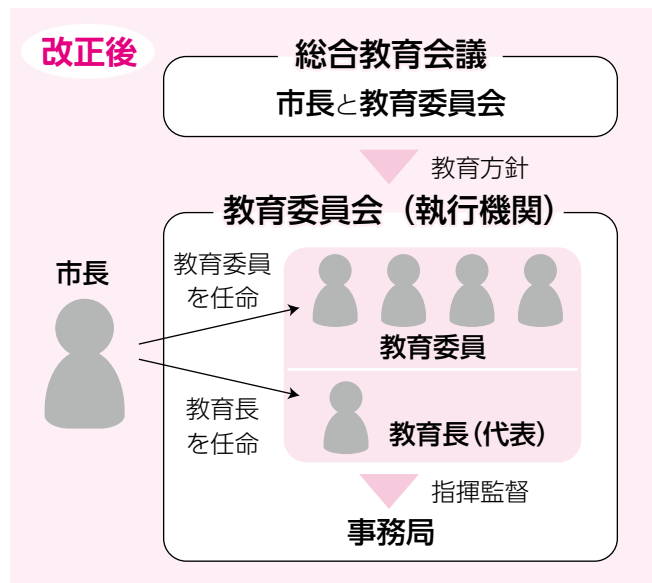 改正後
総合教育会議
市長と教育委員会
教育方針
教育委員会（執行機関）
市長
教育委員
を任命
教育委員
教育長
を任命
教育長（代表）
指揮監督
事務局